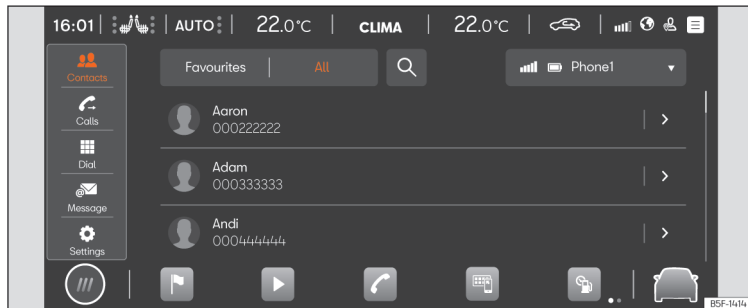 16:01 AUTO 22.0°C CLIMA 22.0°C
Contacts
Calls
Dial
@ Message
Settings
Favourites All
Phone1
Aaron
000222222
Adam
000333333
Andi
000444444
B5F-1414